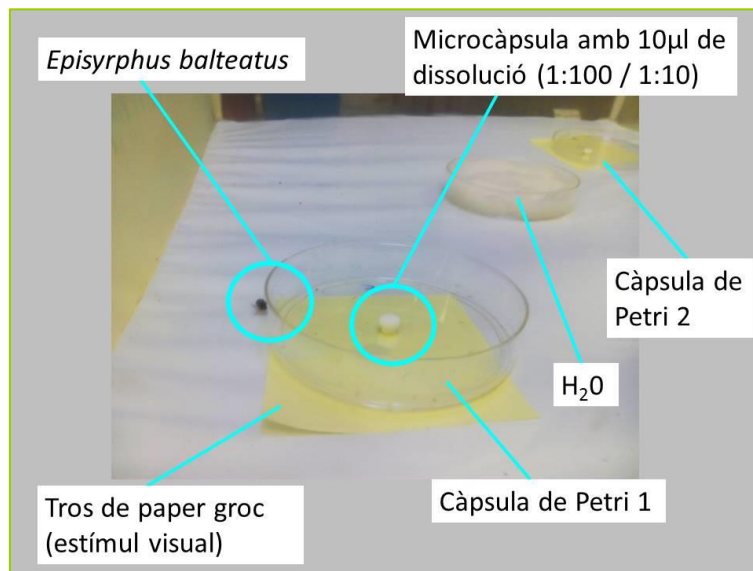 Episyrphus balteatus
Microcàpsula amb 10µl de
dissolució (1:100 / 1:10)
Càpsula de
Petri 2
H₂0
Càpsula de Petri 1
Tros de paper groc
(estímul visual)